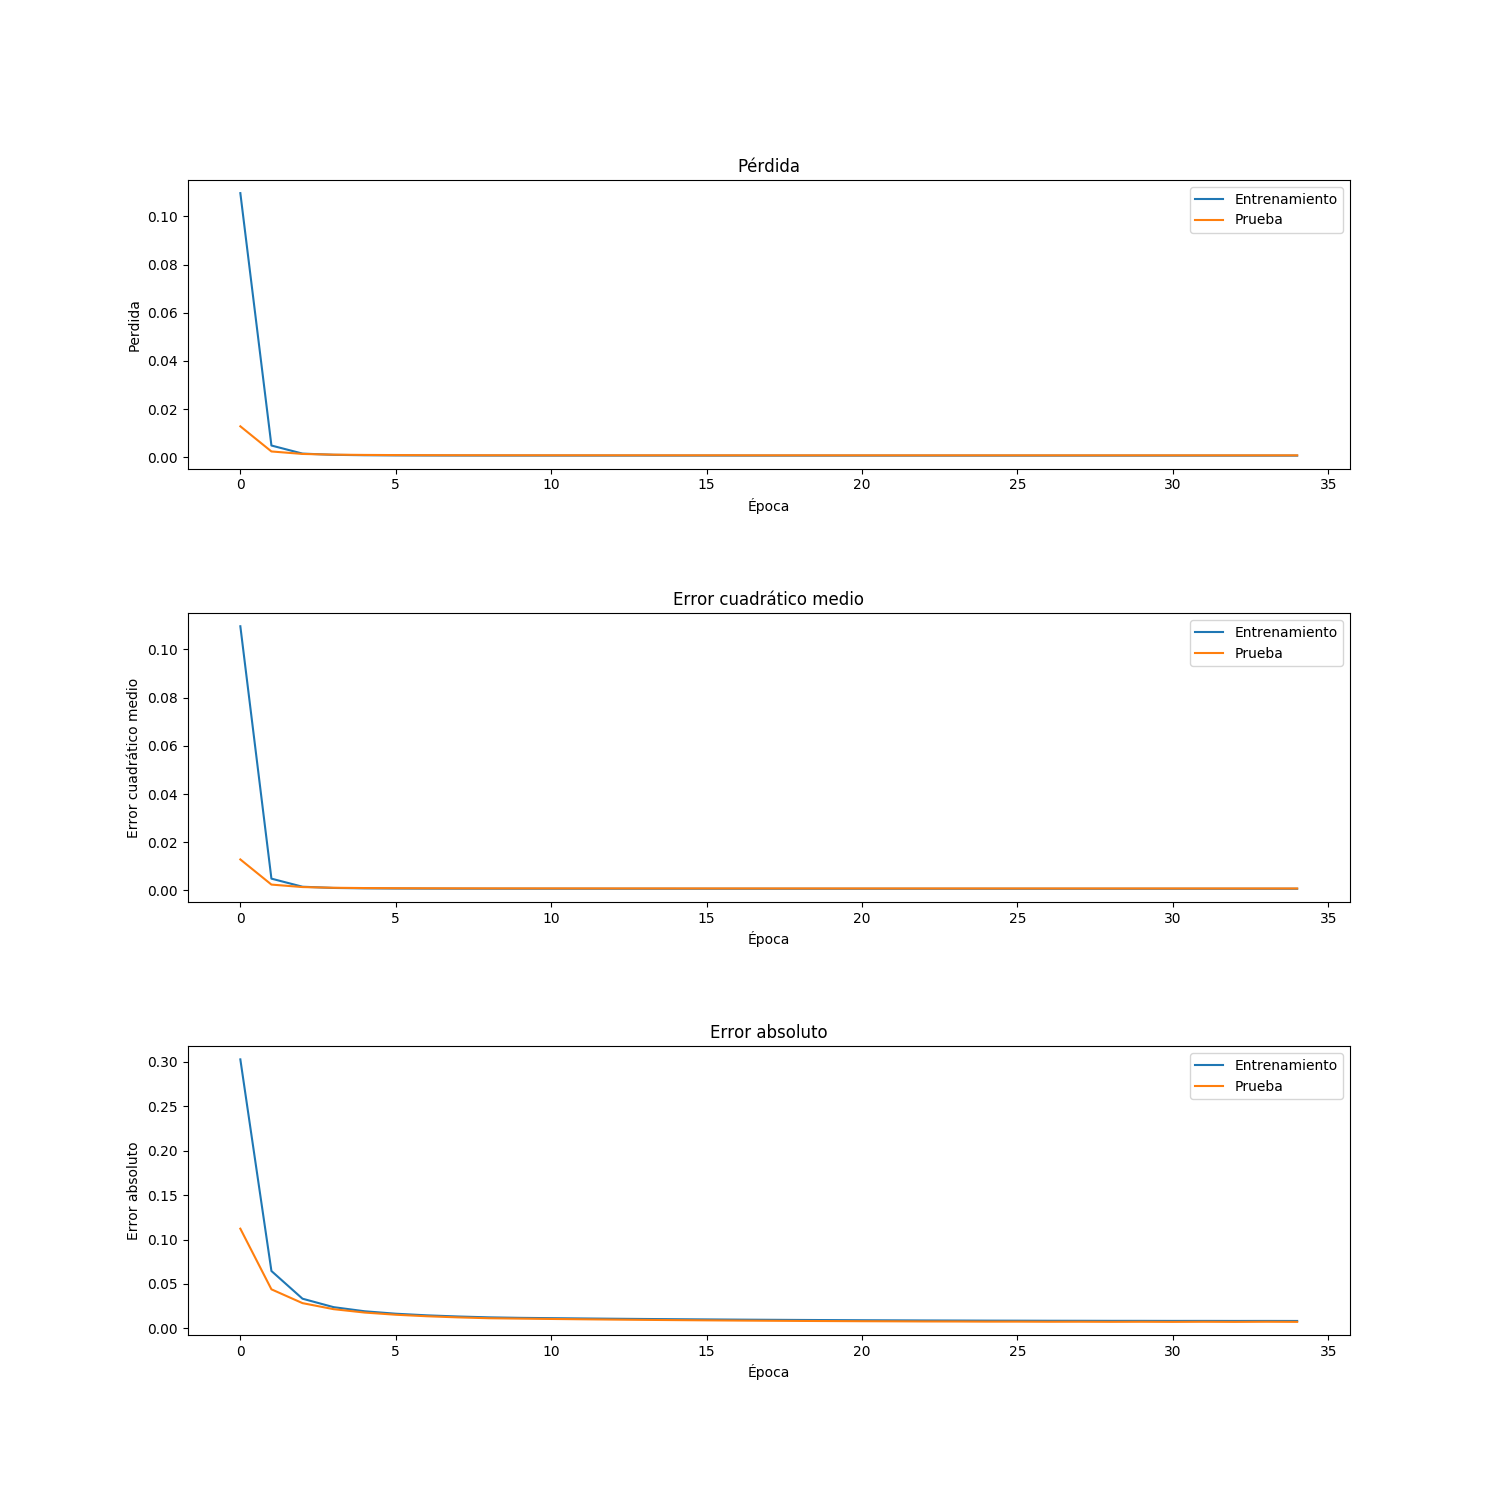 Pérdida
Entrenamiento
Prueba
0.10
0.08
0.06
0.04
0.02
0.00
Perdida
0 5 10 15 20 25 30 35
Época
Error cuadrático medio
Entrenamiento
Prueba
0.10
0.08
0.06
0.04
0.02
0.00
Error cuadrático medio
0 5 10 15 20 25 30 35
Época
Error absoluto
Entrenamiento
Prueba
0.30
0.25
0.20
0.15
0.10
0.05
0.00
Error absoluto
0 5 10 15 20 25 30 35
Época